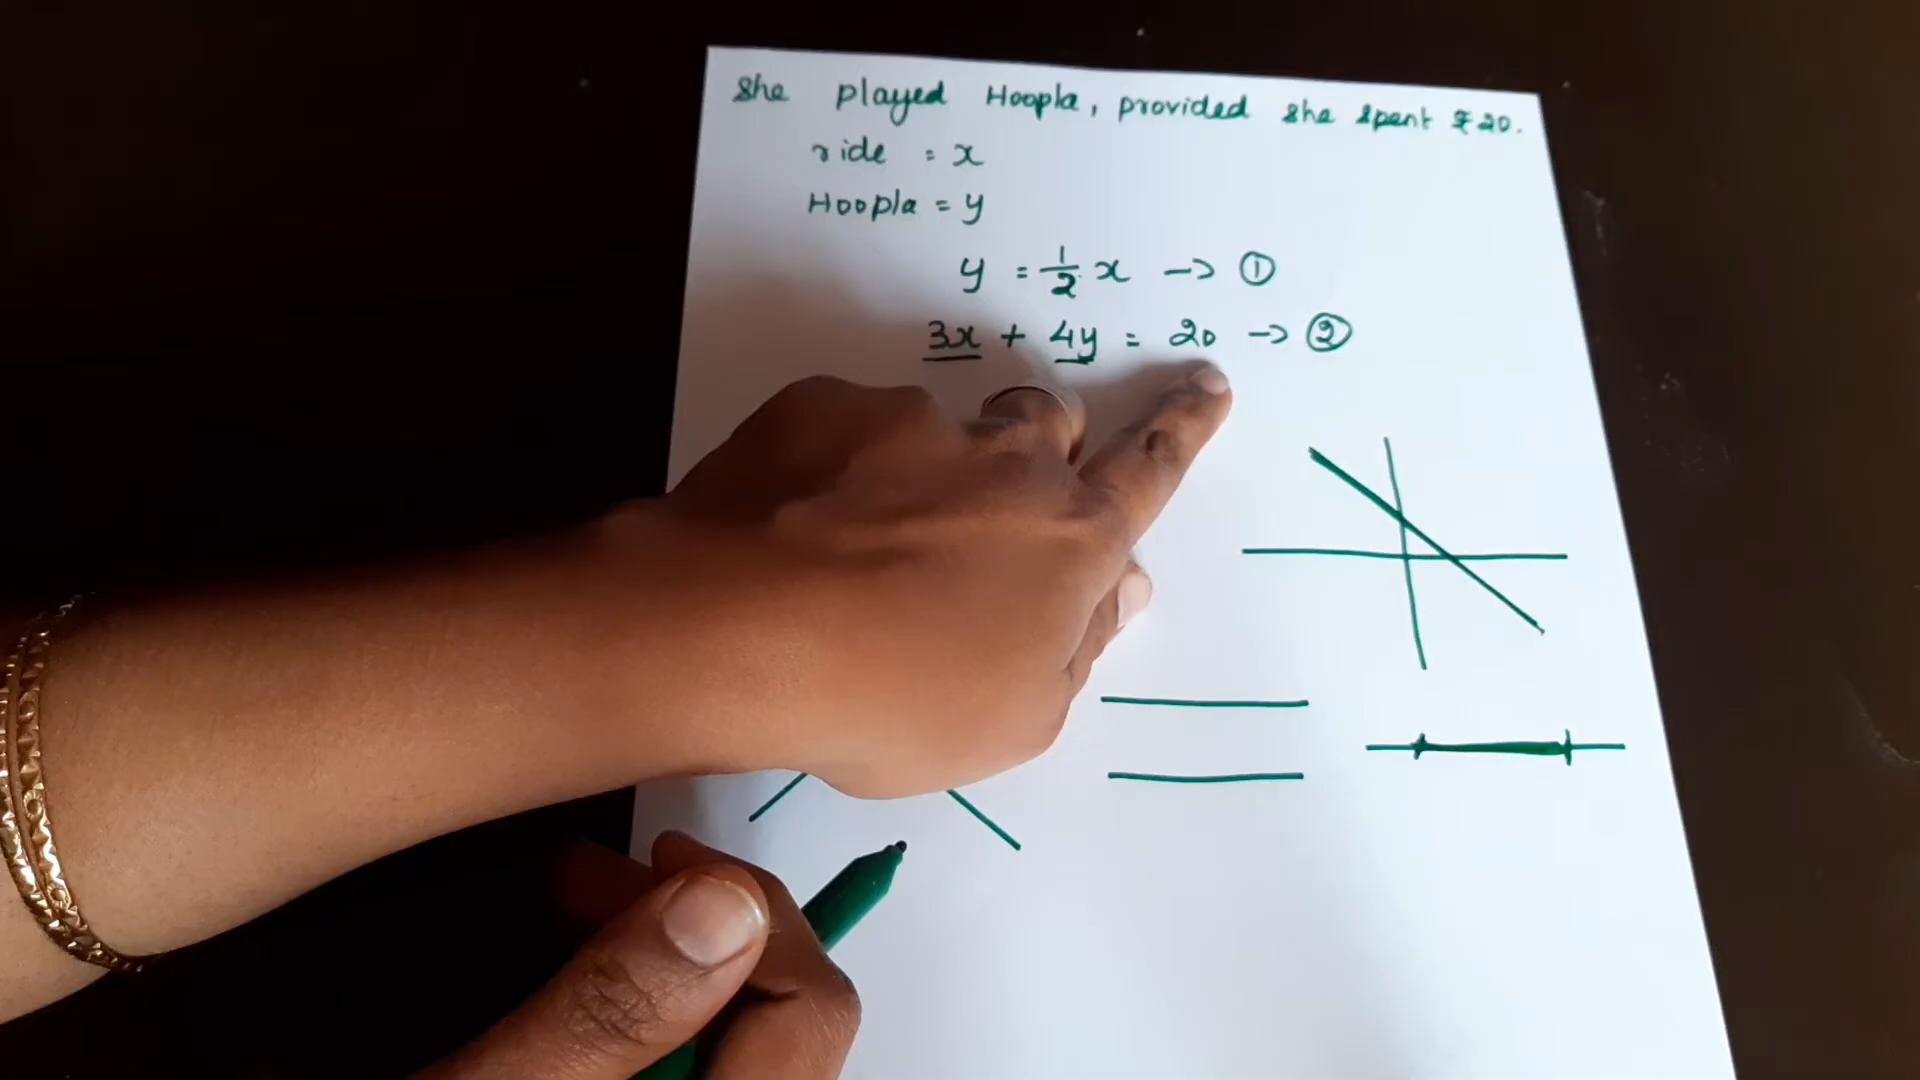 She played Hoopla, provided she spent ₹ 20.
ride = x
Hoopla = y
y = 1/2 x -> ①
3x + 4y = 20 -> ②